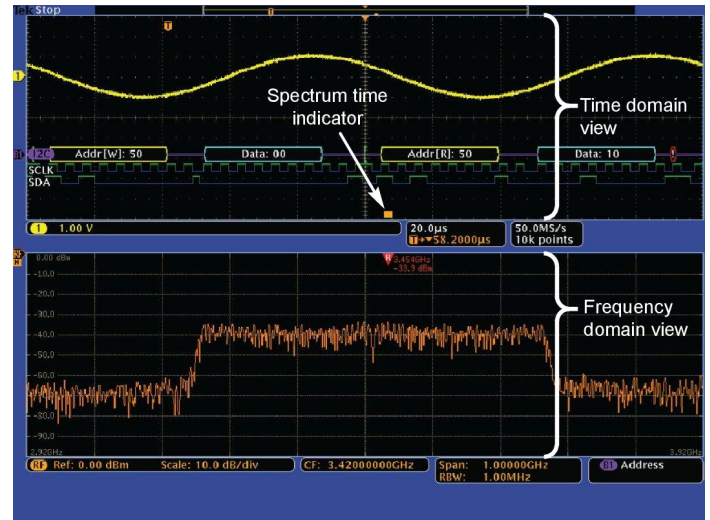 Tek Stop
T
T
1
Spectrum time
indicator
Time domain
view
B1 I2C
Addr[W]: 50
Data: 00
Addr[R]: 50
Data: 10
!
SCLK
SDA
1 1.00 V
20.0µs
T→▼58.2000µs
50.0MS/s
10k points
0.00 dBm
R 3.454GHz
-33.9 dBm
-10.0
-20.0
-30.0
-40.0
-50.0
-60.0
-70.0
-80.0
-90.0
Frequency
domain view
2.92GHz
3.92GHz
RF Ref: 0.00 dBm Scale: 10.0 dB/div
CF: 3.42000000GHz
Span: 1.00000GHz
RBW: 1.00MHz
B1 Address